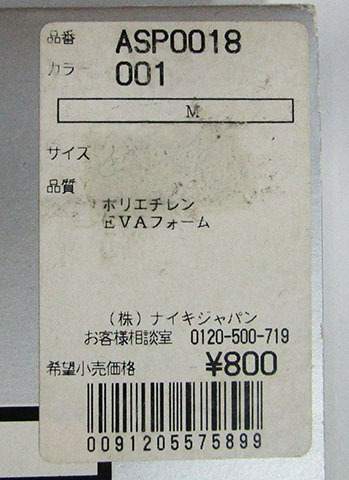 品番 ASP0018
カラー 001
M
サイズ
品質
ポリエチレン
EVAフォーム
(株)ナイキジャパン
お客様相談室 0120-500-719
希望小売価格 ¥800
0091205575899